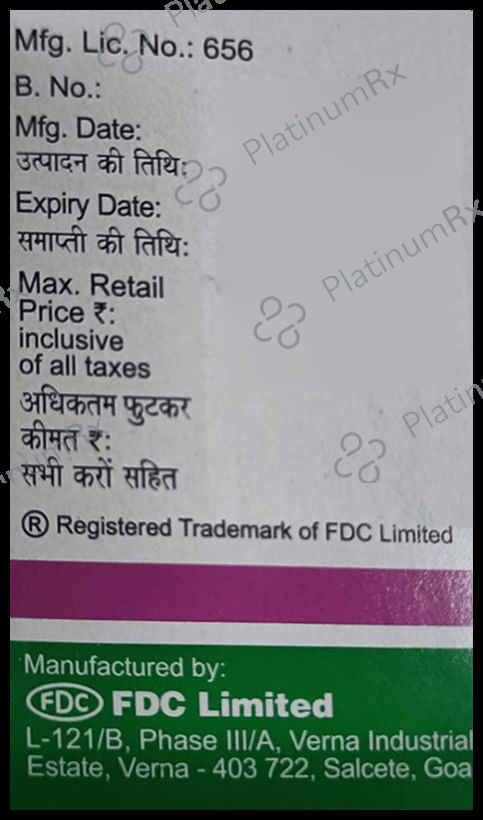 Mfg. Lic. No.: 656
B. No.:
Mfg. Date:
उत्पादन की तिथि:
Expiry Date:
समाप्ती की तिथि:
Max. Retail
Price ₹:
inclusive
of all taxes
अधिकतम फुटकर
कीमत ₹:
सभी करों सहित
® Registered Trademark of FDC Limited
Manufactured by:
FDC FDC Limited
L-121/B, Phase III/A, Verna Industrial
Estate, Verna - 403 722, Salcete, Goa
PlatinumRx
PlatinumRx